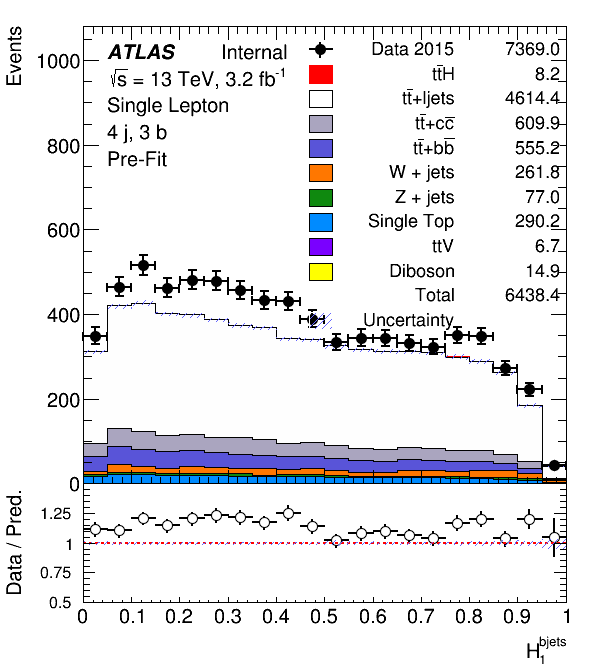 Events
1000
800
600
400
200
0
ATLAS Internal
√s = 13 TeV, 3.2 fb⁻¹
Single Lepton
4 j, 3 b
Pre-Fit
Data 2015 7369.0
tt̄H 8.2
tt̄+ljets 4614.4
tt̄+cc̄ 609.9
tt̄+bb̄ 555.2
W + jets 261.8
Z + jets 77.0
Single Top 290.2
ttV 6.7
Diboson 14.9
Total 6438.4
Uncertainty
Data / Pred.
1.25
1
0.75
0.5
0 0.1 0.2 0.3 0.4 0.5 0.6 0.7 0.8 0.9 1
H₁ᵇʲᵉᵗˢ